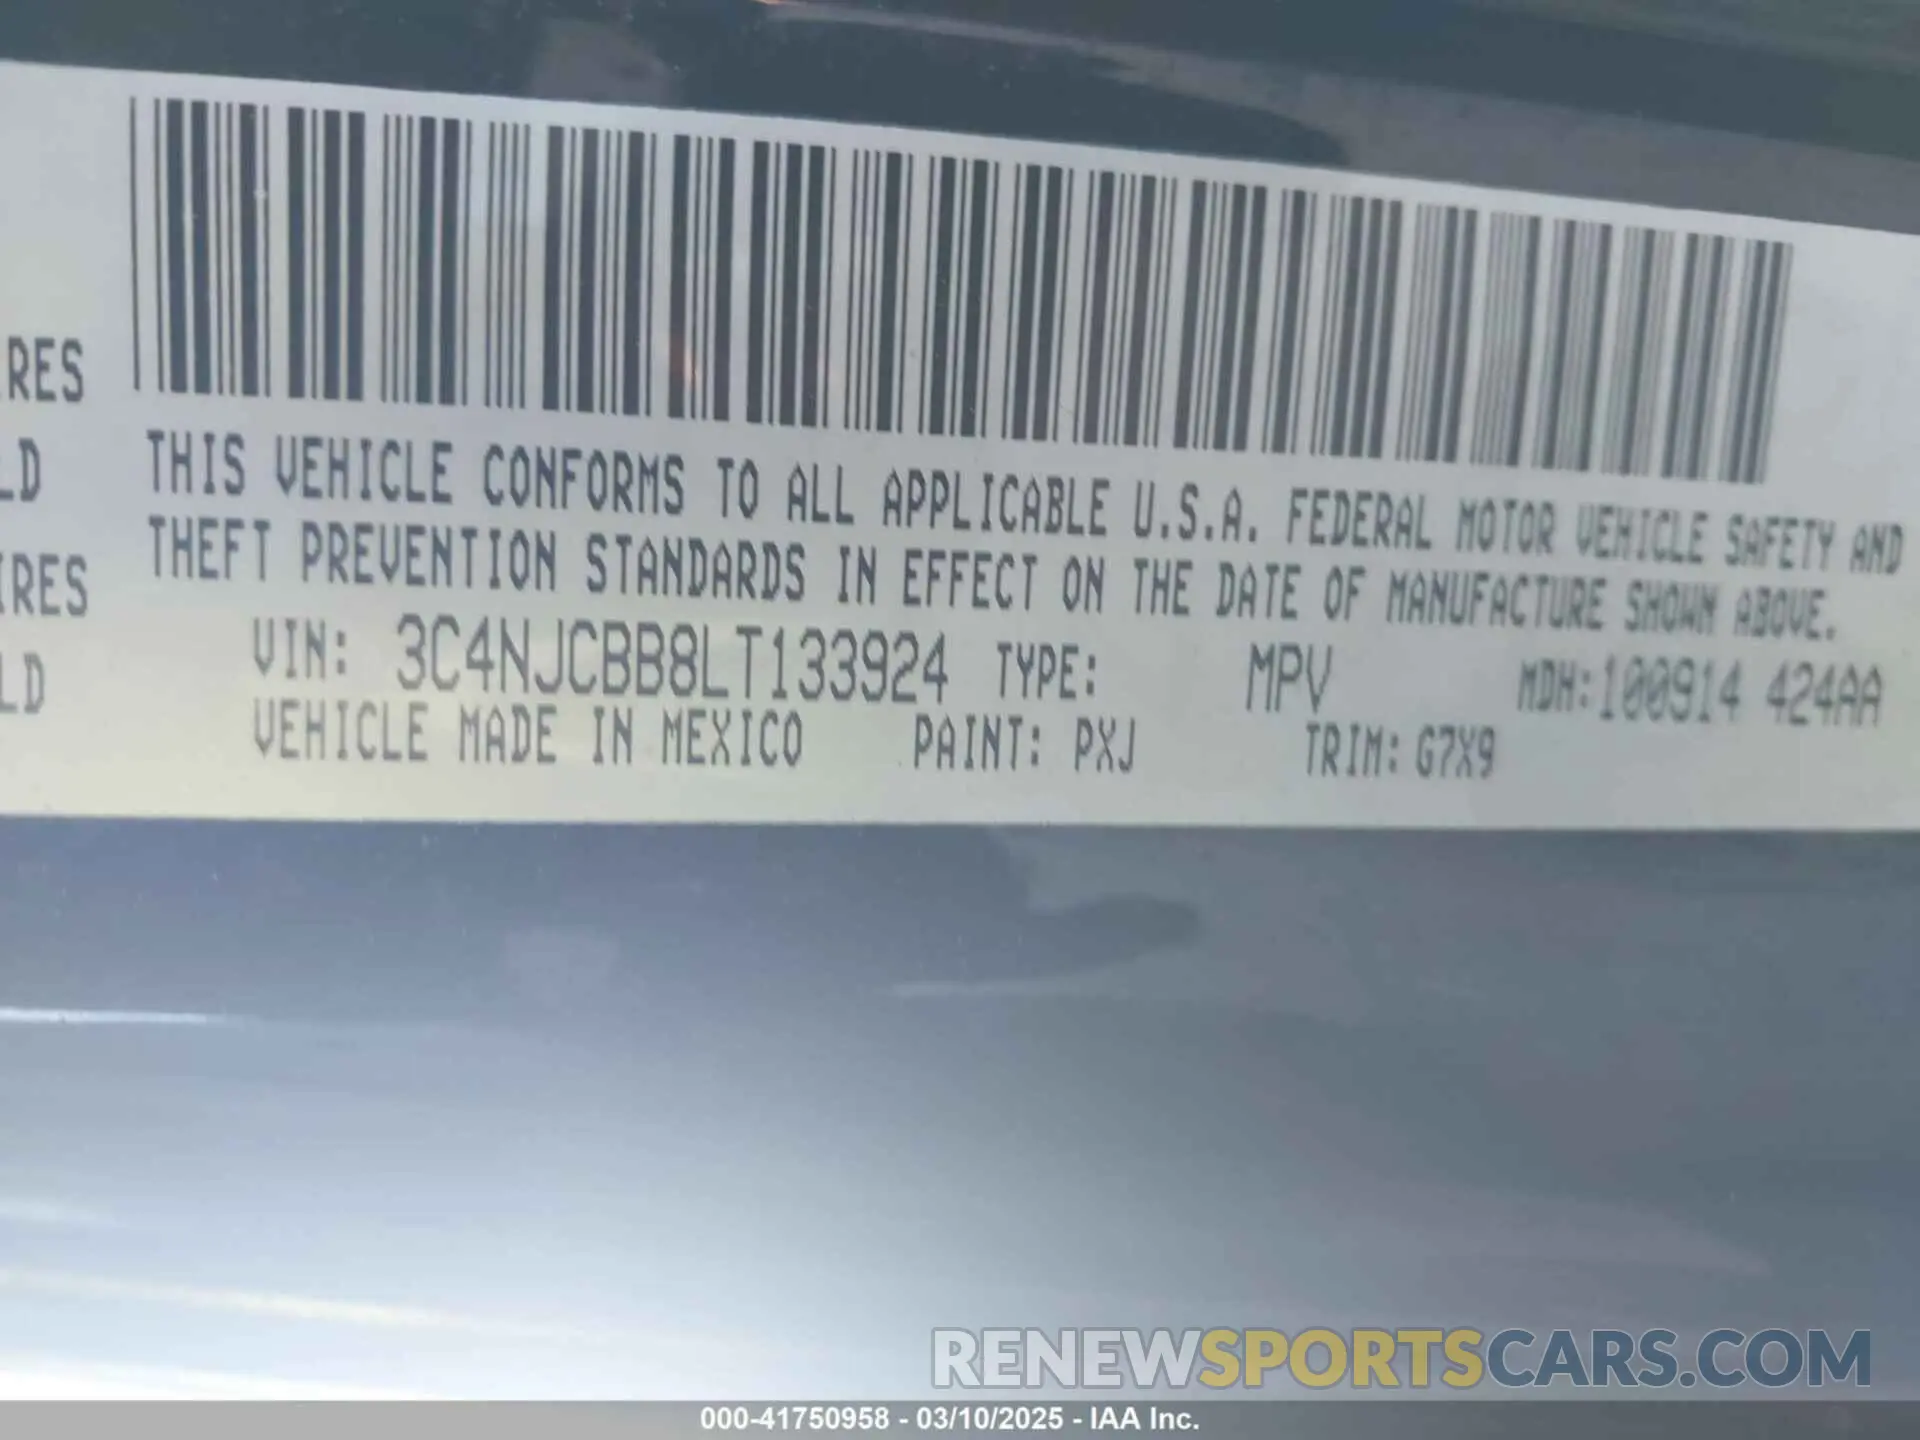 RES
LD
THIS VEHICLE CONFORMS TO ALL APPLICABLE U.S.A. FEDERAL MOTOR VEHICLE SAFETY AND
IRES
THEFT PREVENTION STANDARDS IN EFFECT ON THE DATE OF MANUFACTURE SHOWN ABOVE.
LD
VIN: 3C4NJCBB8LT133924 TYPE: MPV MDH:100914 424AA
VEHICLE MADE IN MEXICO PAINT: PXJ TRIM: G7X9
RENEWSPORTSCARS.COM
000-41750958 - 03/10/2025 - IAA Inc.